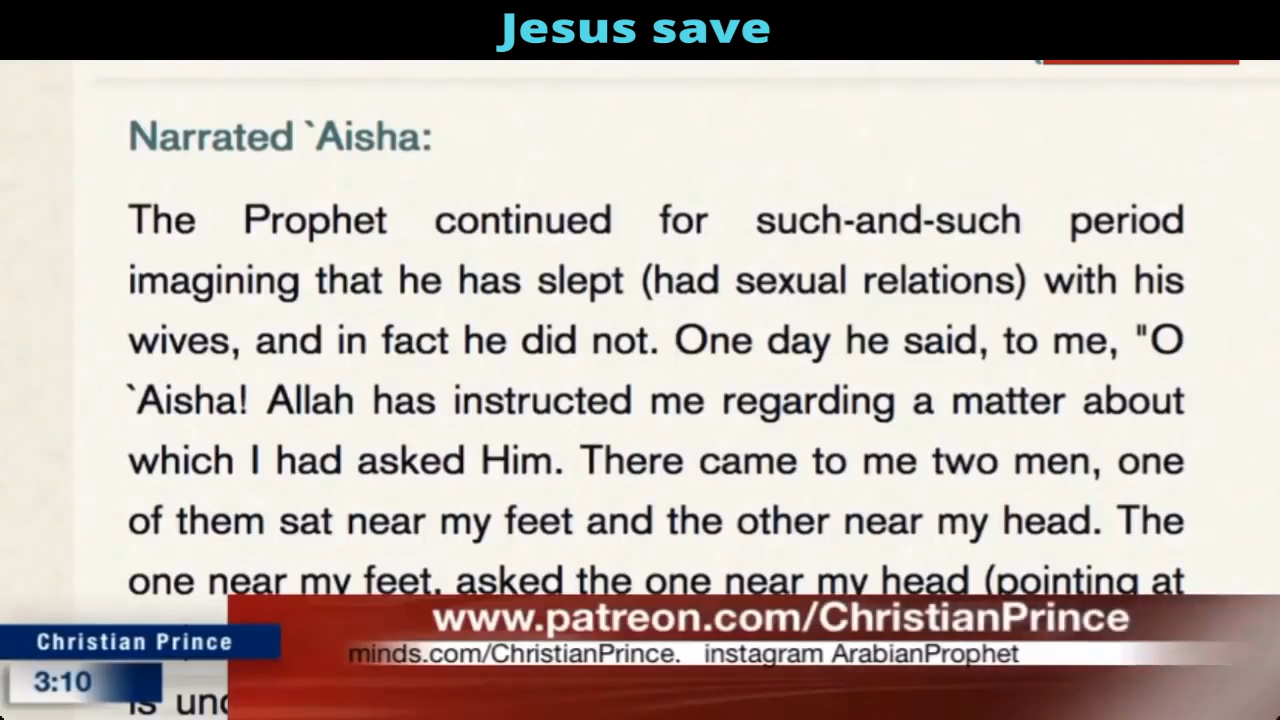 Jesus save
Narrated `Aisha:
The Prophet continued for such-and-such period
imagining that he has slept (had sexual relations) with his
wives, and in fact he did not. One day he said, to me, "O
`Aisha! Allah has instructed me regarding a matter about
which I had asked Him. There came to me two men, one
of them sat near my feet and the other near my head. The
one near my feet, asked the one near my head (pointing at
www.patreon.com/ChristianPrince
Christian Prince
minds.com/ChristianPrince. instagram ArabianProphet
3:10
is